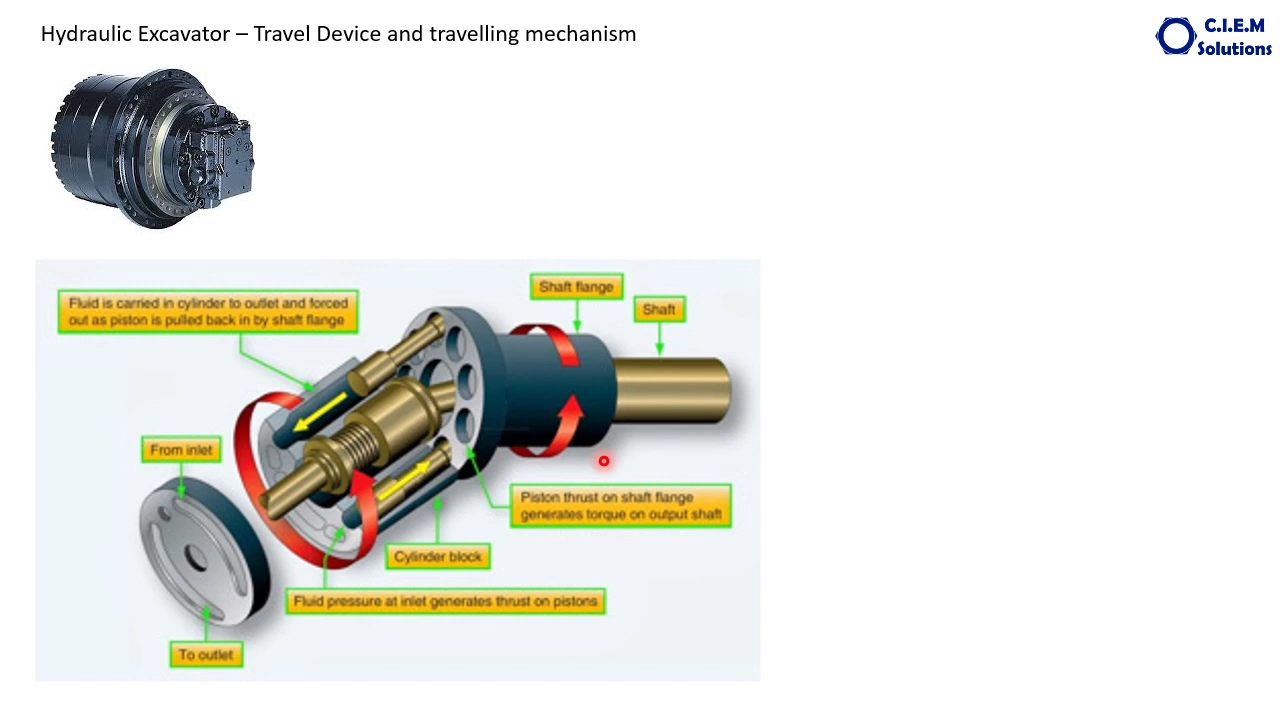 Hydraulic Excavator – Travel Device and travelling mechanism
C.I.E.M
Solutions
Shaft flange
Fluid is carried in cylinder to outlet and forced
out as piston is pulled back in by shaft flange
Shaft
From inlet
Piston thrust on shaft flange
generates torque on output shaft
Cylinder block
Fluid pressure at inlet generates thrust on pistons
To outlet